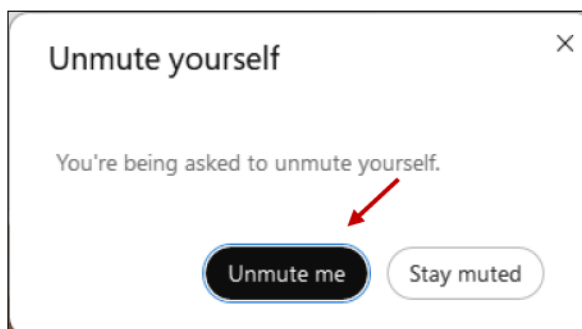 Unmute yourself
You're being asked to unmute yourself.
Unmute me
Stay muted